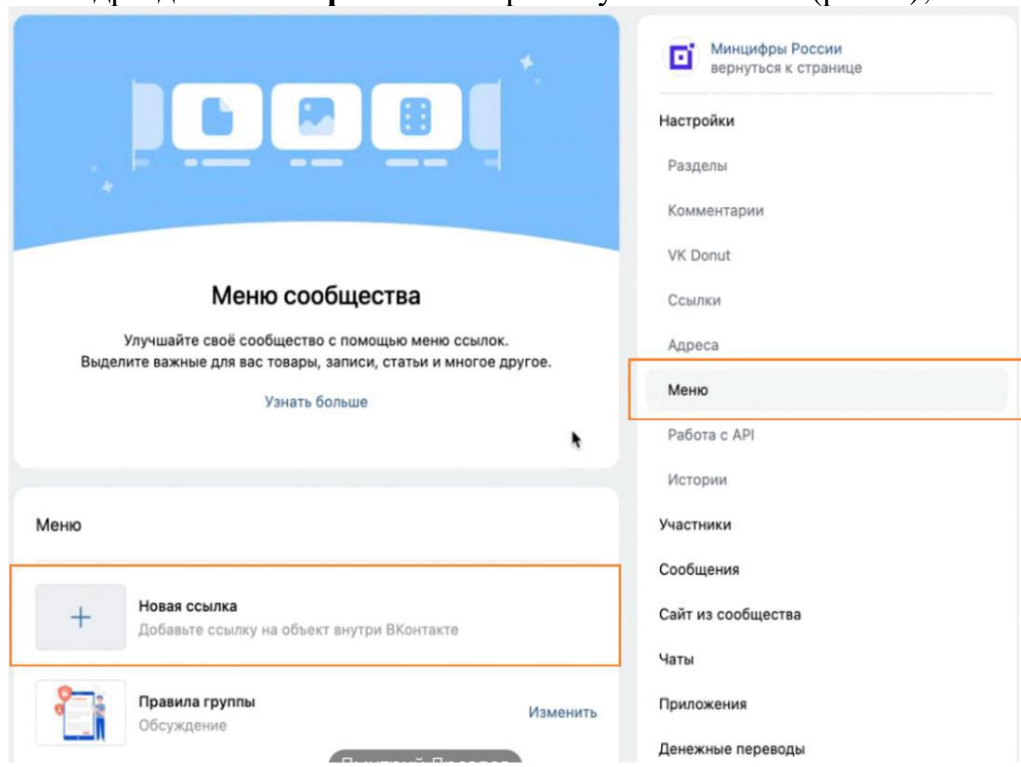 Меню сообщества
Улучшайте своё сообщество с помощью меню ссылок.
Выделите важные для вас товары, записи, статьи и многое другое.
Узнать больше
Меню
Новая ссылка
Добавьте ссылку на объект внутри ВКонтакте
Правила группы
Обсуждение
Изменить
Минцифры России
вернуться к странице
Настройки
Разделы
Комментарии
VK Donut
Ссылки
Адреса
Меню
Работа с API
Истории
Участники
Сообщения
Сайт из сообщества
Чаты
Приложения
Денежные переводы